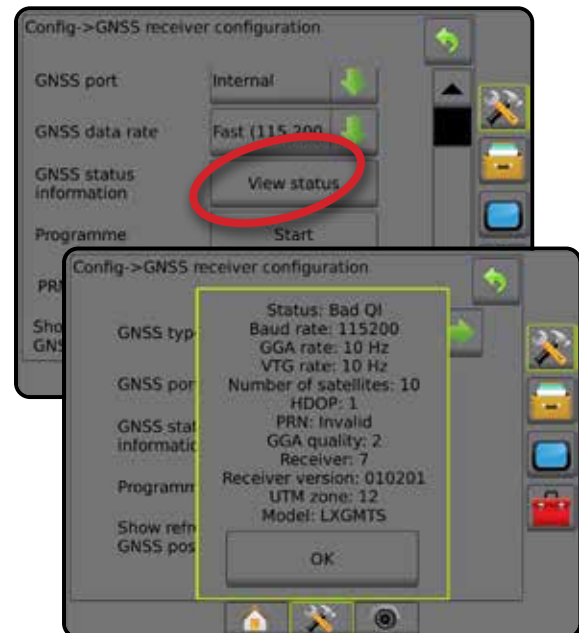 Config->GNSS receiver configuration
GNSS port Internal
GNSS data rate Fast (115 200
GNSS status
information
View status
Programme Start
Config->GNSS receiver configuration
GNSS typ
GNSS por
GNSS stat
informatic
Programm
Show refr
GNSS pos
Status: Bad QI
Baud rate: 115200
GGA rate: 10 Hz
VTG rate: 10 Hz
Number of satellites: 10
HDOP: 1
PRN: Invalid
GGA quality: 2
Receiver: 7
Receiver version: 010201
UTM zone: 12
Model: LXGMTS
OK